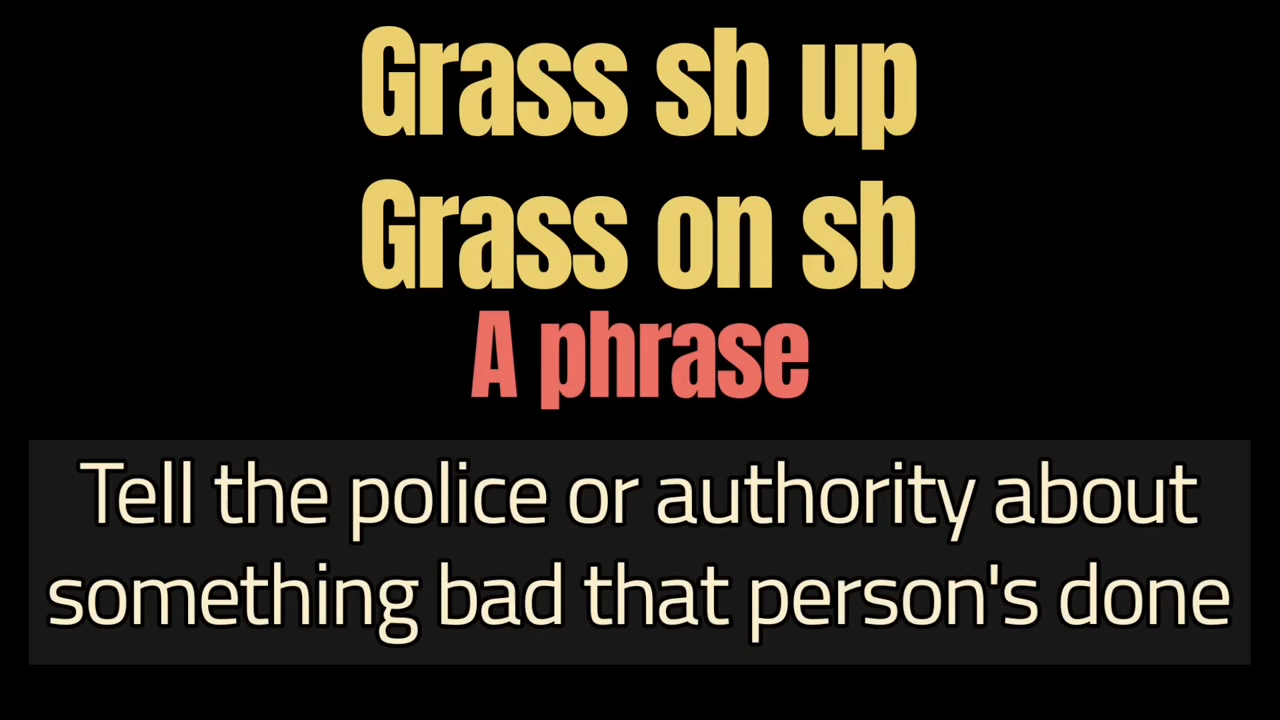 Grass sb up
Grass on sb
A phrase
Tell the police or authority about
something bad that person's done